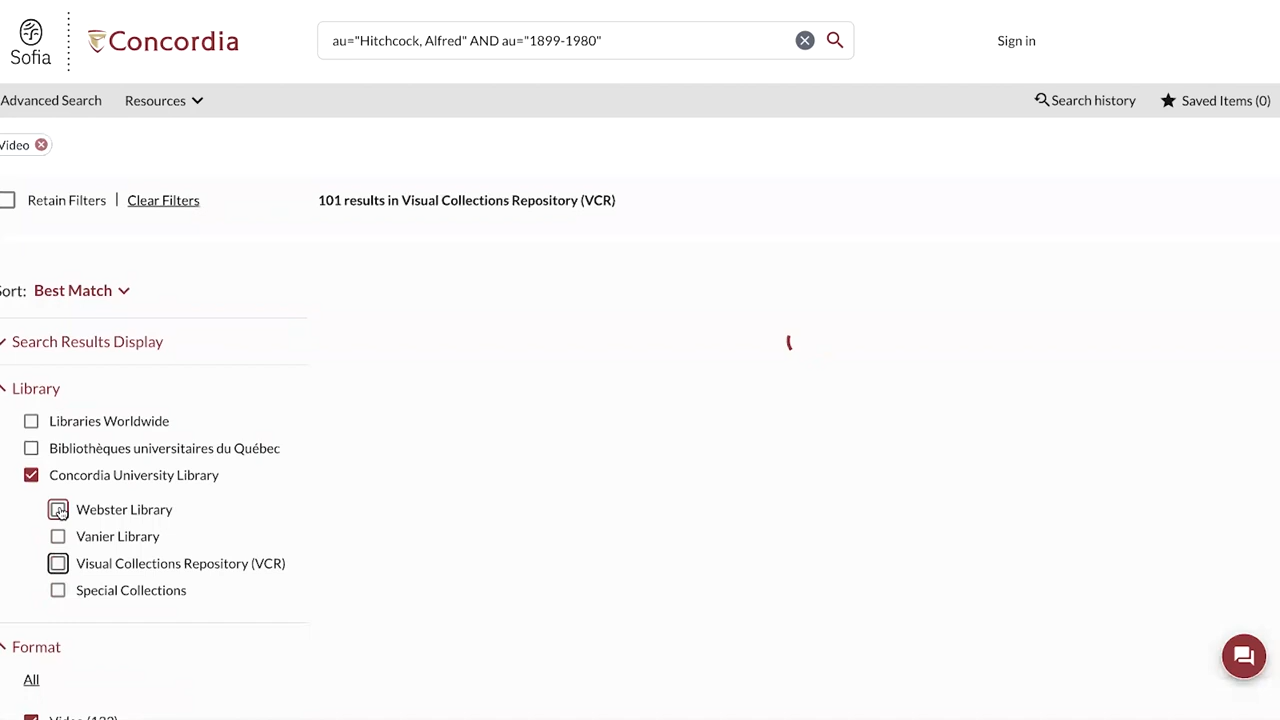 Sofia
Concordia
au="Hitchcock, Alfred" AND au="1899-1980"
Sign in
Advanced Search
Resources
Search history
Saved Items (0)
Video
Retain Filters | Clear Filters
101 results in Visual Collections Repository (VCR)
Sort: Best Match
Search Results Display
Library
Libraries Worldwide
Bibliothèques universitaires du Québec
Concordia University Library
Webster Library
Vanier Library
Visual Collections Repository (VCR)
Special Collections
Format
All